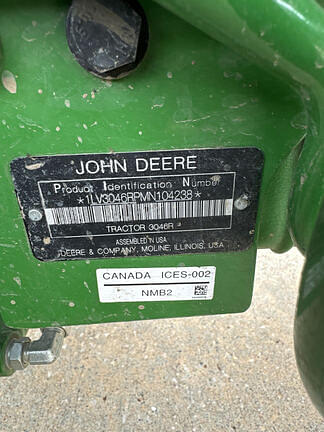 JOHN DEERE
Product Identification Number
*1LV3046RPMN104238*
TRACTOR 3046R
ASSEMBLED IN USA
DEERE & COMPANY, MOLINE, ILLINOIS, USA
CANADA ICES-002
NMB2